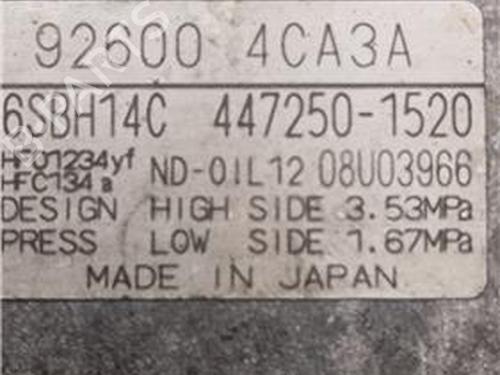 92600 4CA3A
6SBH14C 447250-1520
HFO1234yf
HFC134a
ND-OIL12 08U03966
DESIGN HIGH SIDE 3.53MPa
PRESS LOW SIDE 1.67MPa
MADE IN JAPAN